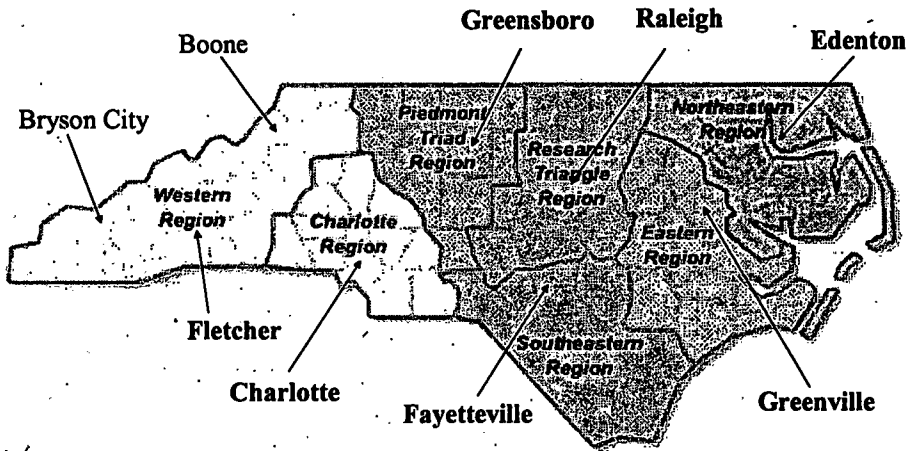 Greensboro
Raleigh
Boone
Edenton
Bryson City
Piedmont
Triad
Region
Northeastern
Region
Research
Triangle
Region
Western
Region
Charlotte
Region
Eastern
Region
Fletcher
Southeastern
Region
Charlotte
Fayetteville
Greenville